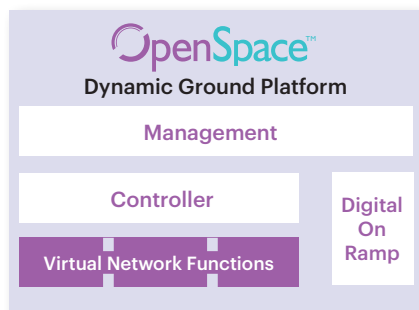 OpenSpace™
Dynamic Ground Platform
Management
Controller
Digital
On
Ramp
Virtual Network Functions